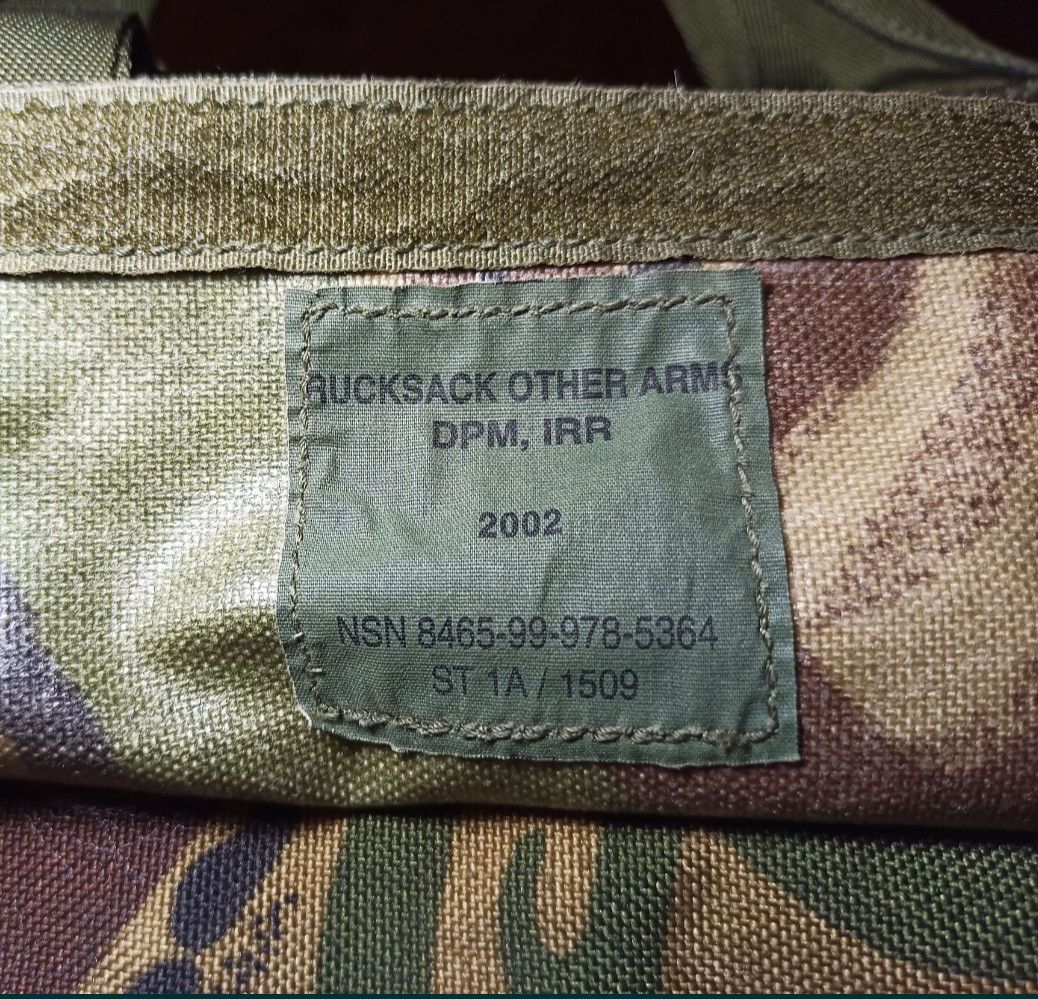 RUCKSACK OTHER ARMS
DPM, IRR
2002
NSN 8465-99-978-5364
ST 1A / 1509